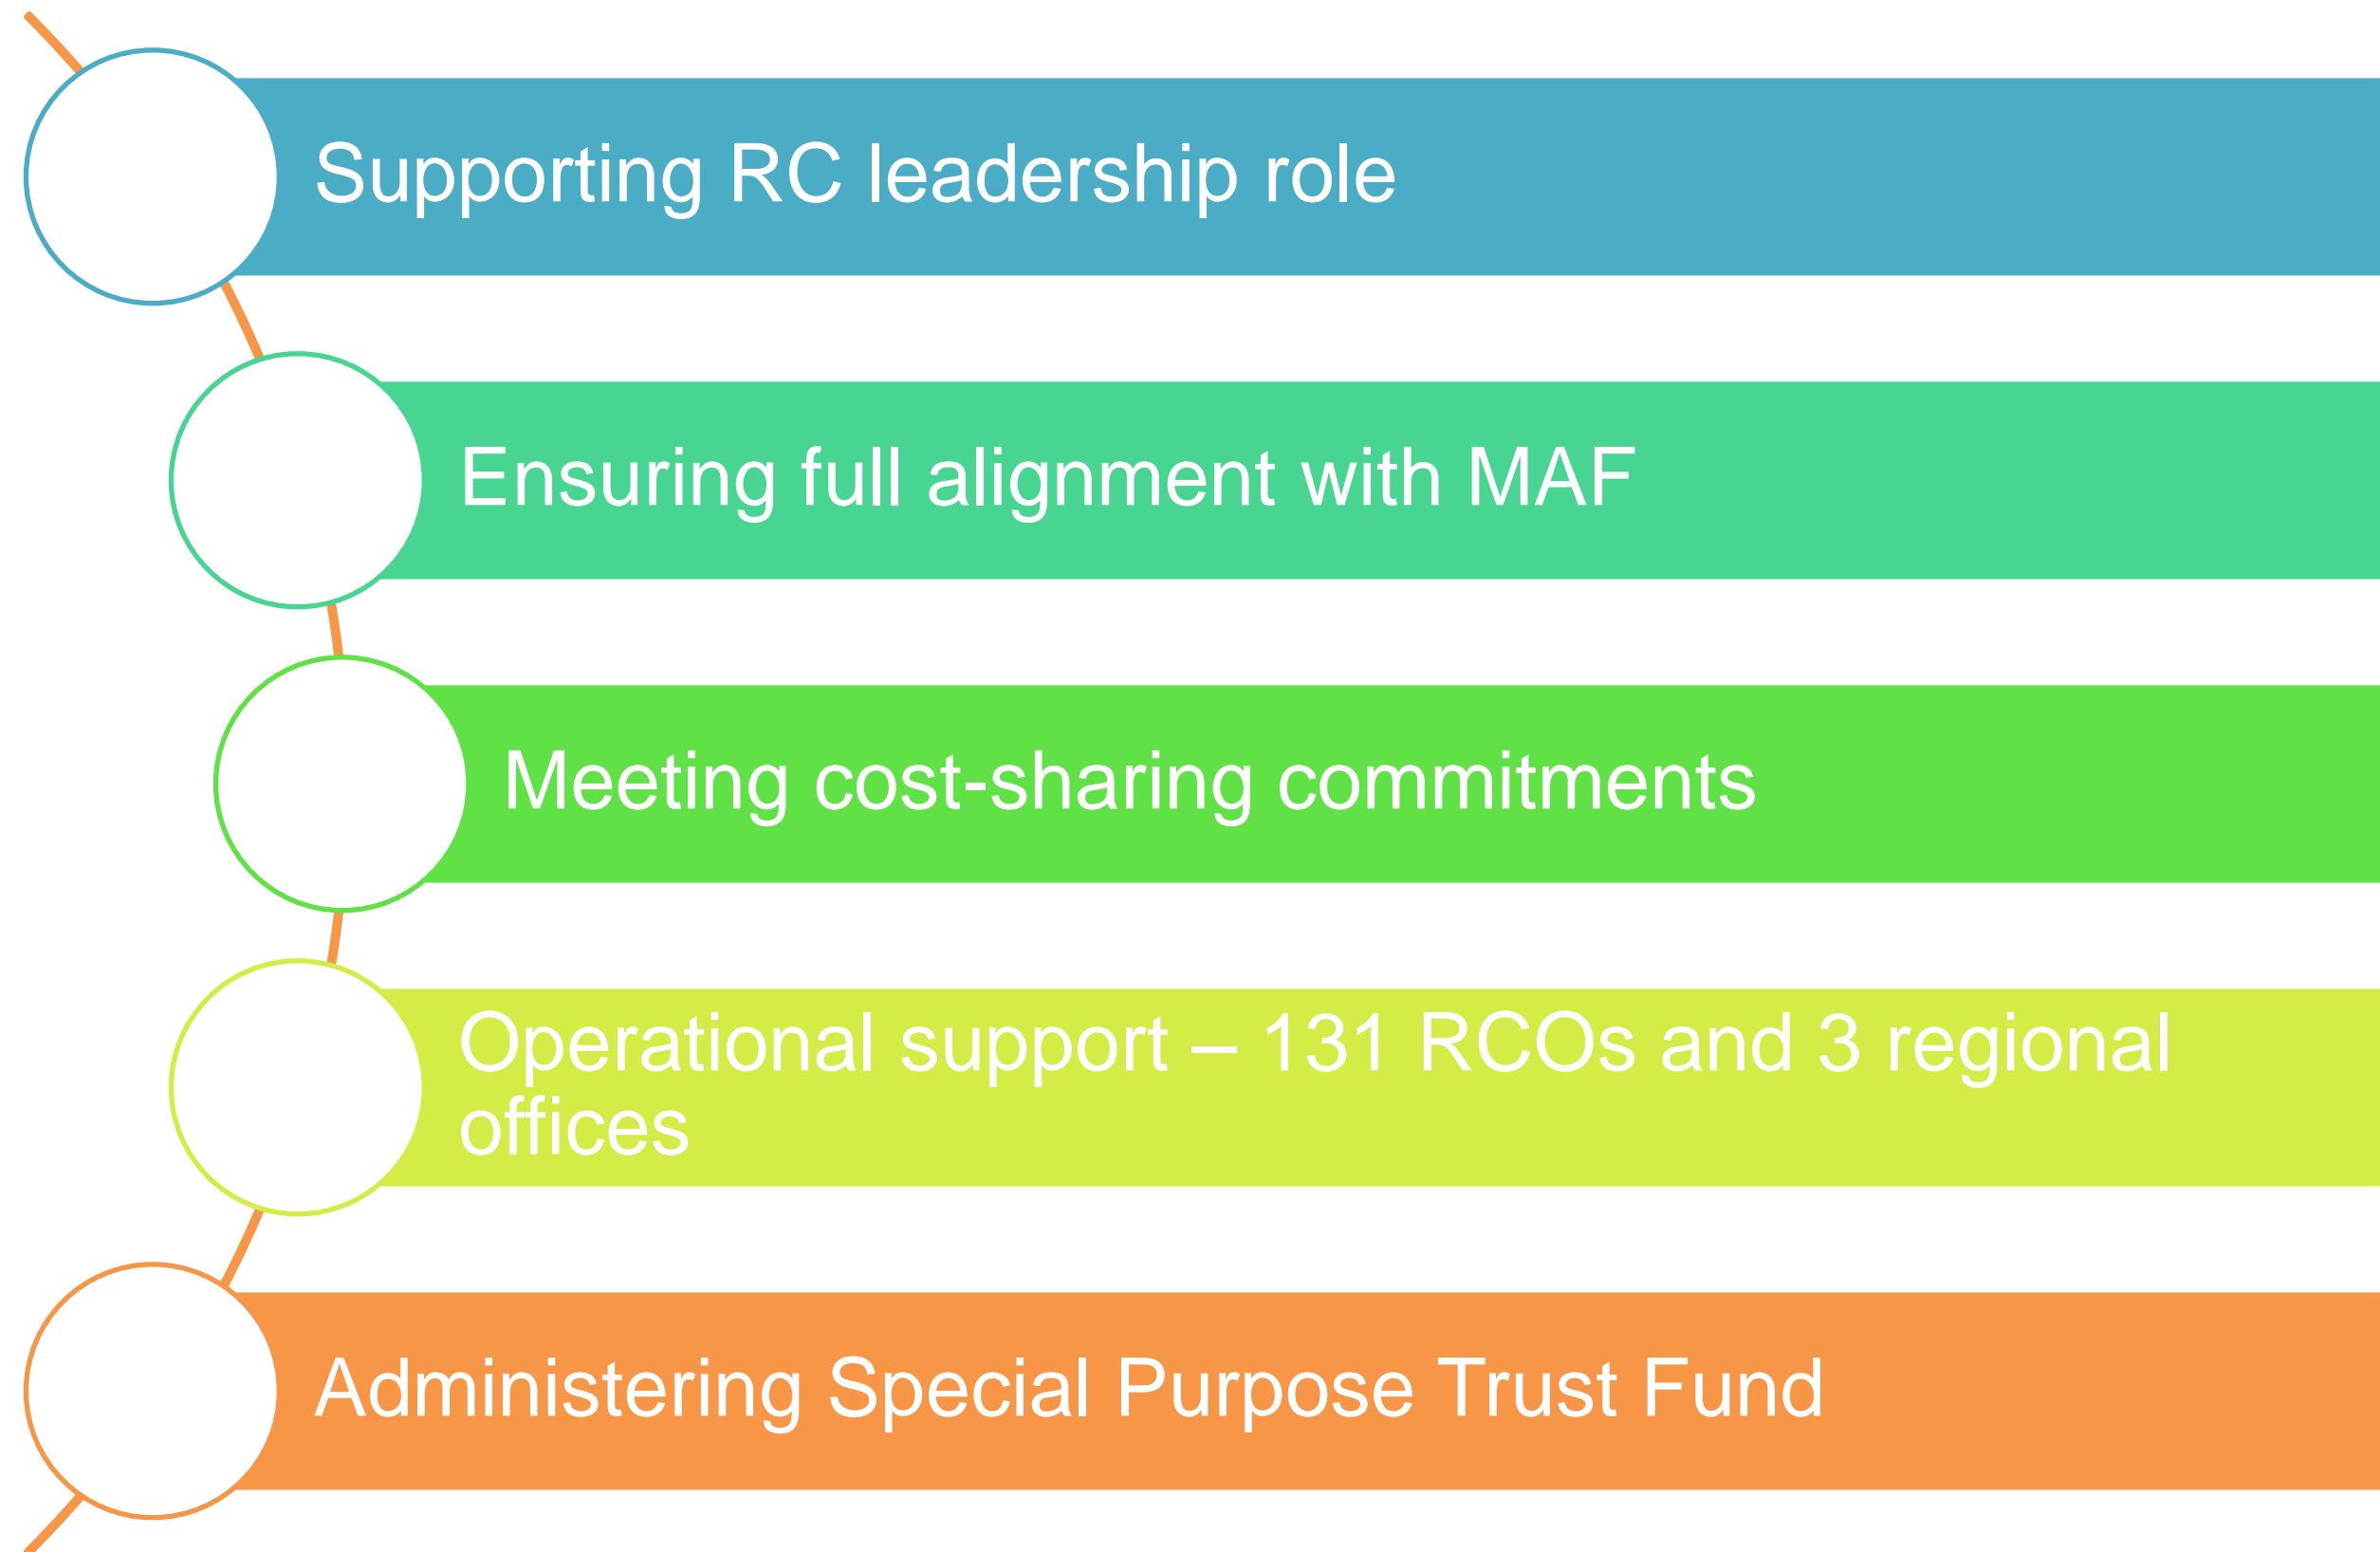 Supporting RC leadership role
Ensuring full alignment with MAF
Meeting cost-sharing commitments
Operational support – 131 RCOs and 3 regional
offices
Administering Special Purpose Trust Fund